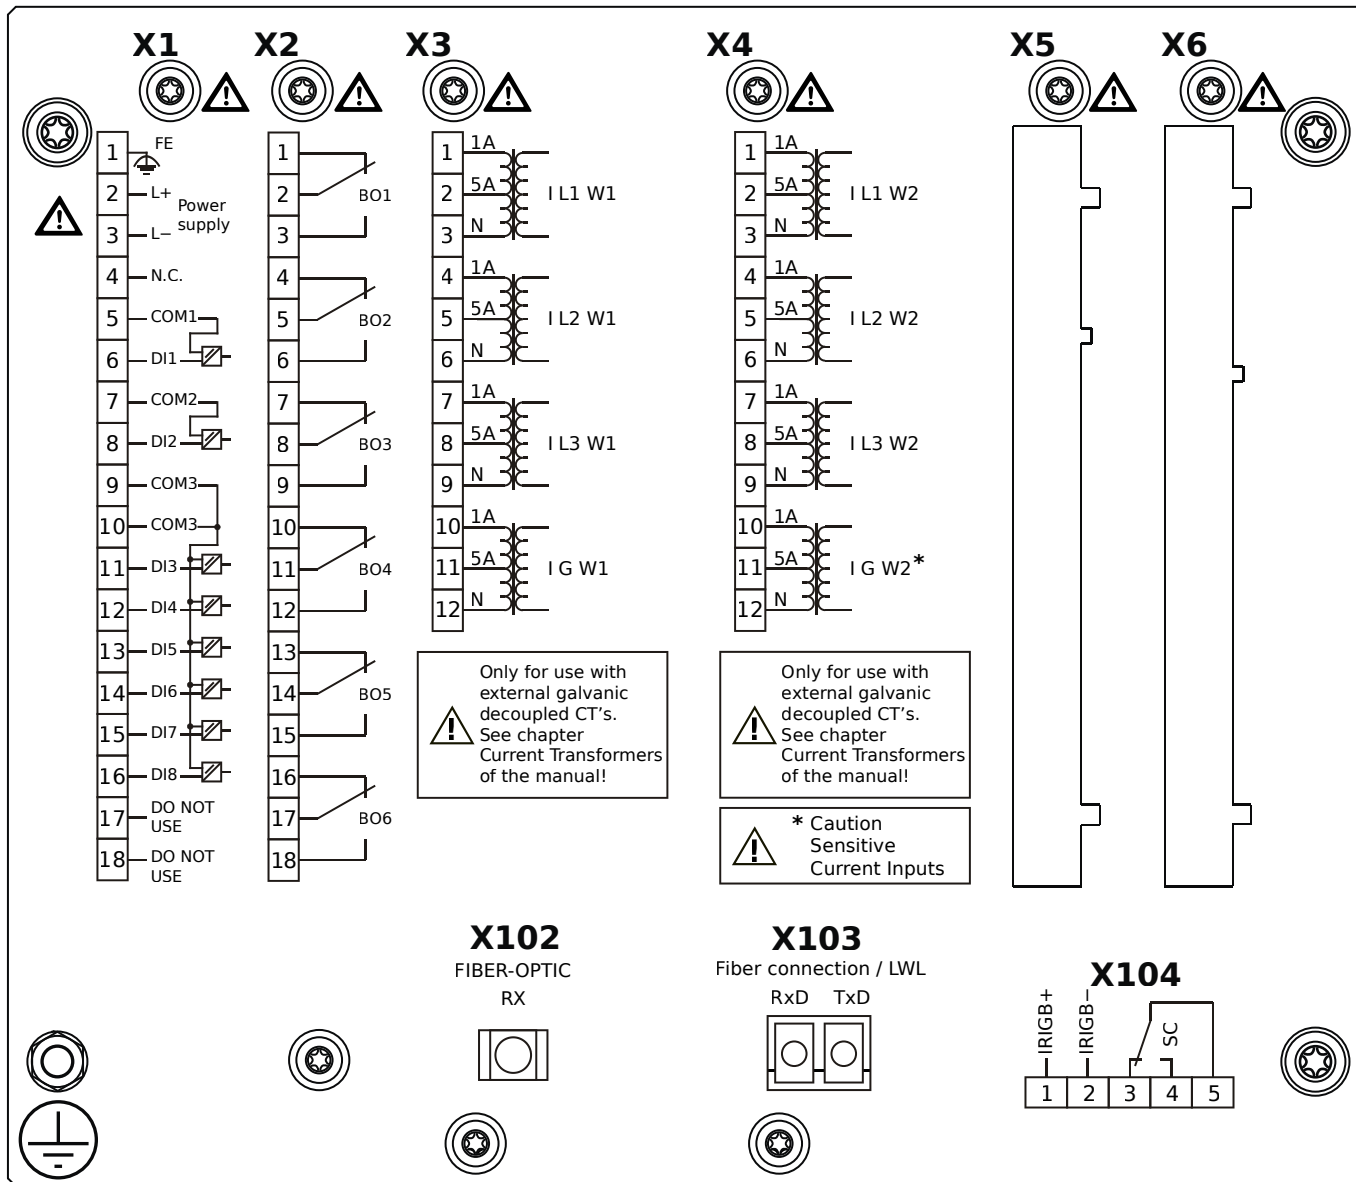 X1
X2
X3
X4
X5
X6
1
FE
2
L+
Power
supply
3
L−
4
N.C.
5
COM1
6
DI1
7
COM2
8
DI2
9
COM3
10
COM3
11
DI3
12
DI4
13
DI5
14
DI6
15
DI7
16
DI8
17
DO NOT
USE
18
DO NOT
USE
1
2
BO1
3
4
5
BO2
6
7
8
BO3
9
10
11
BO4
12
13
14
BO5
15
16
17
BO6
18
1
1A
2
5A
I L1 W1
3
N
4
1A
5
5A
I L2 W1
6
N
7
1A
8
5A
I L3 W1
9
N
10
1A
11
5A
I G W1
12
N
Only for use with
external galvanic
decoupled CT's.
See chapter
Current Transformers
of the manual!
1
1A
2
5A
I L1 W2
3
N
4
1A
5
5A
I L2 W2
6
N
7
1A
8
5A
I L3 W2
9
N
10
1A
11
5A
I G W2*
12
N
Only for use with
external galvanic
decoupled CT's.
See chapter
Current Transformers
of the manual!
* Caution
Sensitive
Current Inputs
X102
FIBER-OPTIC
RX
X103
Fiber connection / LWL
RxD TxD
X104
IRIGB+
IRIGB−
SC
1 2 3 4 5